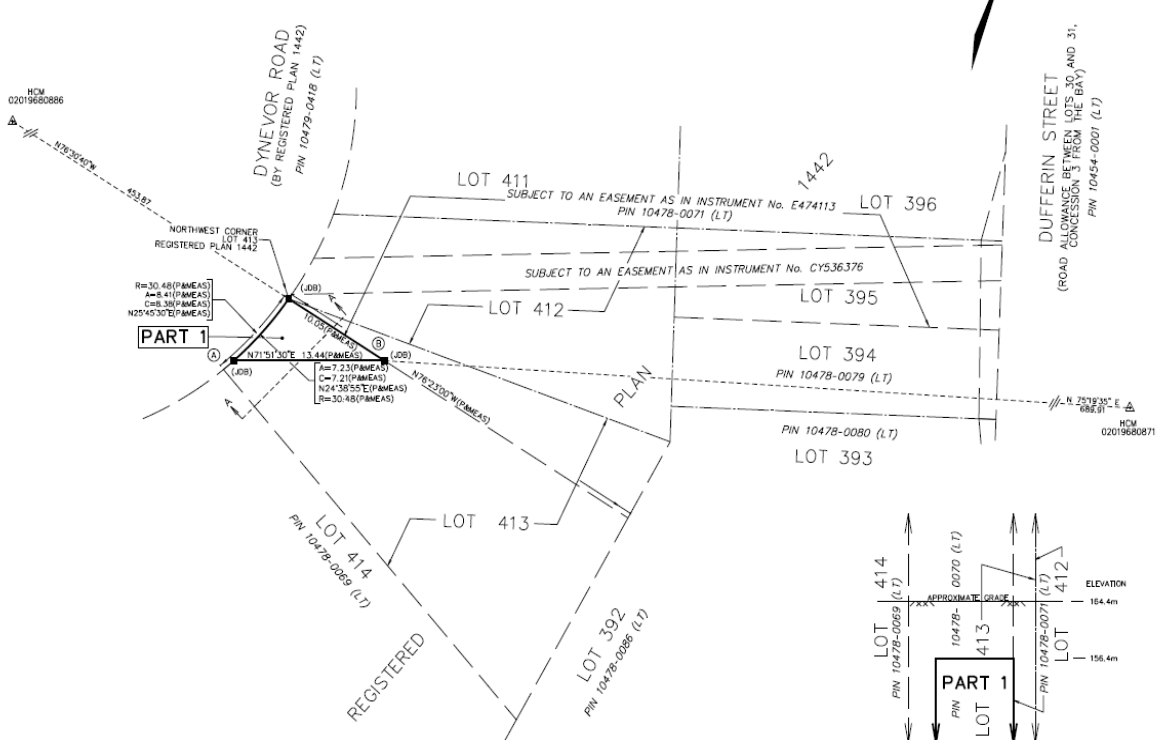 HCM
02019680886
N76°30'40"W
453.87
DYNEVOR ROAD
(BY REGISTERED PLAN 1442)
PIN 10479-0418 (LT)
NORTHWEST CORNER
LOT 413
REGISTERED PLAN 1442
R=30.48(P&MEAS)
A=8.41(P&MEAS)
C=8.38(P&MEAS)
N25°45'30"E(P&MEAS)
PART 1
A
(JDB)
(JDB)
A
10.05(P&MEAS)
B
(JDB)
N71°51'30"E 13.44(P&MEAS)
A=7.23(P&MEAS)
C=7.21(P&MEAS)
N24°38'55"E(P&MEAS)
R=30.48(P&MEAS)
A
N76°23'00"W(P&MEAS)
LOT 411
SUBJECT TO AN EASEMENT AS IN INSTRUMENT No. E474113
PIN 10478-0071 (LT)
1442
LOT 396
SUBJECT TO AN EASEMENT AS IN INSTRUMENT No. CY536376
LOT 412
LOT 395
LOT 394
PIN 10478-0079 (LT)
PLAN
PIN 10478-0080 (LT)
LOT 393
DUFFERIN STREET
(ROAD ALLOWANCE BETWEEN LOTS 30 AND 31,
CONCESSION 3 FROM THE BAY)
PIN 10454-0001 (LT)
N 75°19'35" E
689.91
HCM
02019680871
LOT 413
LOT 414
PIN 10478-0069 (LT)
REGISTERED
LOT 392
PIN 10478-0086 (LT)
LOT 414
PIN 10478-0069 (LT)
PIN 10478-0070 (LT)
LOT 413
PIN 10478-0071 (LT)
LOT 412
APPROXIMATE GRADE
ELEVATION
164.4m
156.4m
PART 1